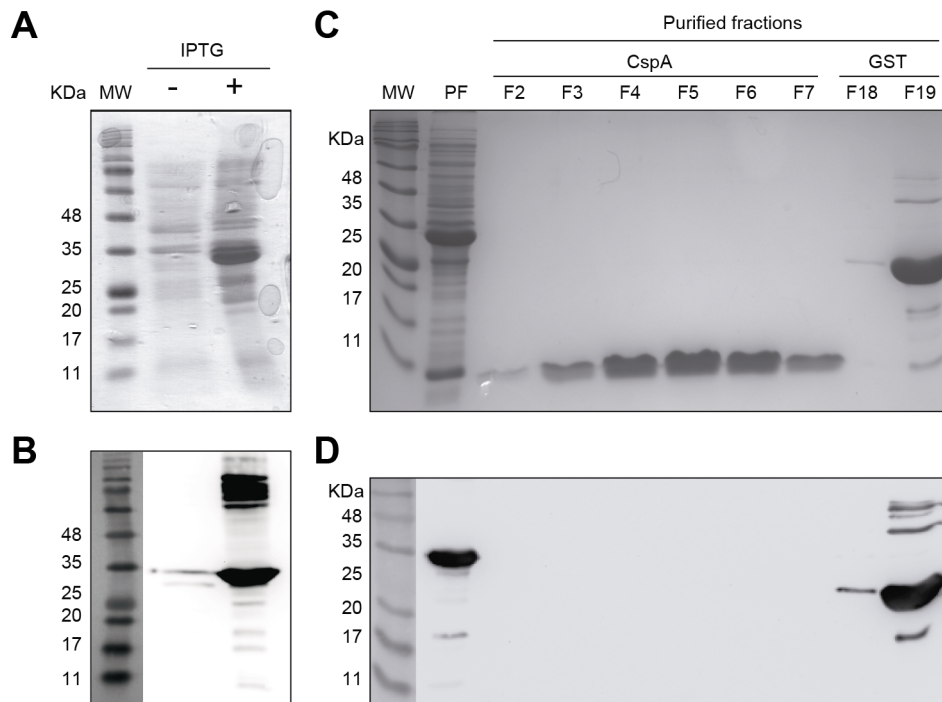 A
IPTG
KDa MW - +
48
35
25
20
17
11
B
48
35
25
20
17
11
C
Purified fractions
CspA GST
MW PF F2 F3 F4 F5 F6 F7 F18 F19
KDa
48
35
25
20
17
11
D
KDa
48
35
25
20
17
11